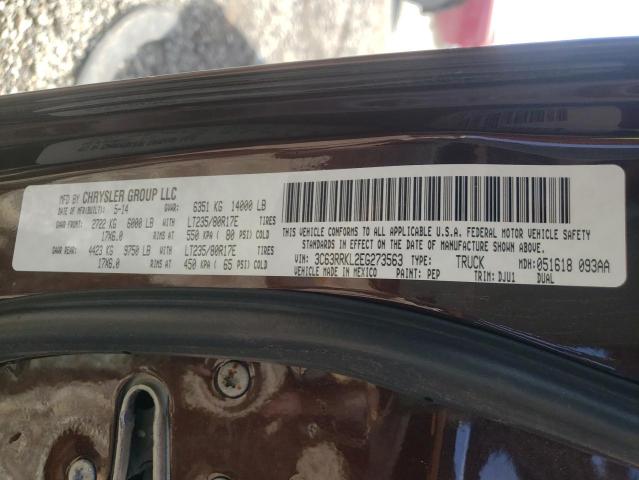 MFD BY CHRYSLER GROUP LLC
DATE OF MFG(BUILT): 5-14 GVWR: 6351 KG 14000 LB
GAWR FRONT: 2722 KG 6000 LB WITH LT235/80R17E TIRES
17X6.0 RIMS AT 550 KPA ( 80 PSI) COLD
GAWR REAR: 4423 KG 9750 LB WITH LT235/80R17E TIRES
17X6.0 RIMS AT 450 KPA ( 65 PSI) COLD
THIS VEHICLE CONFORMS TO ALL APPLICABLE U.S.A. FEDERAL MOTOR VEHICLE SAFETY
STANDARDS IN EFFECT ON THE DATE OF MANUFACTURE SHOWN ABOVE.
VIN: 3C63RRKL2EG273563 TYPE: TRUCK MDH: 051618 093AA
VEHICLE MADE IN MEXICO PAINT: PEP TRIM: DJU1 DUAL